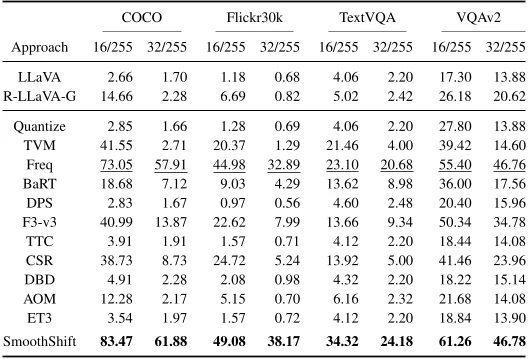 COCO Flickr30k TextVQA VQAv2
Approach 16/255 32/255 16/255 32/255 16/255 32/255 16/255 32/255
LLaVA 2.66 1.70 1.18 0.68 4.06 2.20 17.30 13.88
R-LLaVA-G 14.66 2.28 6.69 0.82 5.02 2.42 26.18 20.62
Quantize 2.85 1.66 1.28 0.69 4.06 2.20 27.80 13.88
TVM 41.55 2.71 20.37 1.29 21.46 4.00 39.42 14.60
Freq 73.05 57.91 44.98 32.89 23.10 20.68 55.40 46.76
BaRT 18.68 7.12 9.03 4.29 13.62 8.98 36.00 17.56
DPS 2.83 1.67 0.97 0.56 4.60 2.48 20.40 15.96
F3-v3 40.99 13.87 22.62 7.99 13.66 9.34 50.34 34.78
TTC 3.91 1.91 1.57 0.71 4.12 2.20 18.44 14.08
CSR 38.73 8.73 24.72 5.24 13.92 5.00 41.46 23.96
DBD 4.91 2.28 2.08 0.98 4.32 2.20 18.22 15.14
AOM 12.28 2.17 5.15 0.70 6.16 2.32 21.68 14.08
ET3 3.54 1.97 1.57 0.72 4.12 2.20 18.84 13.90
SmoothShift 83.47 61.88 49.08 38.17 34.32 24.18 61.26 46.78